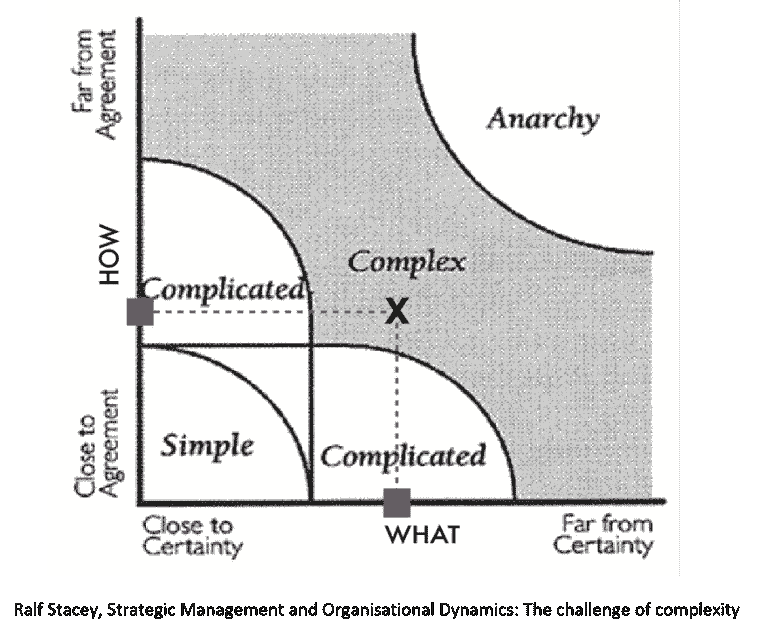 Far from
Agreement
Anarchy
HOW
Complex
Complicated
X
Close to
Agreement
Simple
Complicated
Close to
Certainty
WHAT
Far from
Certainty
Ralf Stacey, Strategic Management and Organisational Dynamics: The challenge of complexity